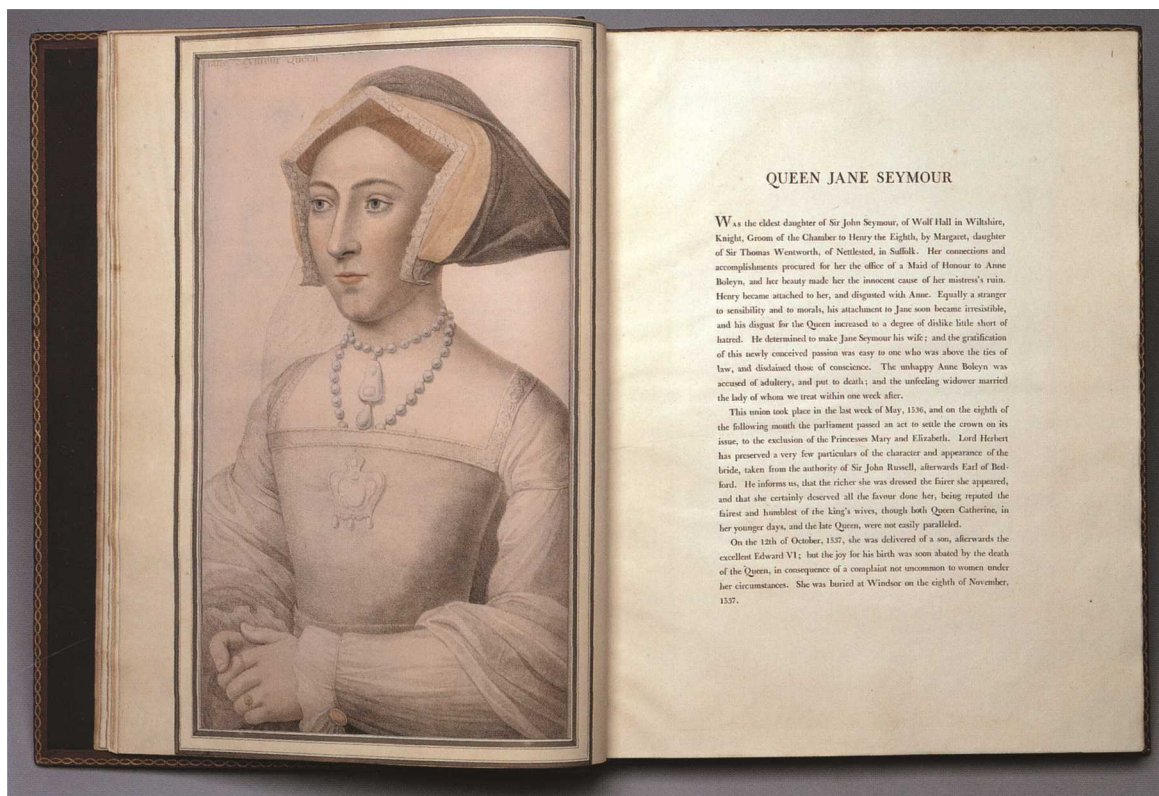 Seymour Queen
1
QUEEN JANE SEYMOUR
WAS the eldest daughter of Sir John Seymour, of Wolf Hall in Wiltshire,
Knight, Groom of the Chamber to Henry the Eighth, by Margaret, daughter
of Sir Thomas Wentworth, of Nettlested, in Suffolk. Her connections and
accomplishments procured for her the office of a Maid of Honour to Anne
Boleyn, and her beauty made her the innocent cause of her mistress's ruin.
Henry became attached to her, and disgusted with Anne. Equally a stranger
to sensibility and to morals, his attachment to Jane soon became irresistible,
and his disgust for the Queen increased to a degree of dislike little short of
hatred. He determined to make Jane Seymour his wife; and the gratification
of this newly conceived passion was easy to one who was above the ties of
law, and disdained those of conscience. The unhappy Anne Boleyn was
accused of adultery, and put to death; and the unfeeling widower married
the lady of whom we treat within one week after.
This union took place in the last week of May, 1536, and on the eighth of
the following month the parliament passed an act to settle the crown on its
issue, to the exclusion of the Princesses Mary and Elizabeth. Lord Herbert
has preserved a very few particulars of the character and appearance of the
bride, taken from the authority of Sir John Russell, afterwards Earl of Bed-
ford. He informs us, that the richer she was dressed the fairer she appeared,
and that she certainly deserved all the favour done her, being reputed the
fairest and humblest of the king's wives, though both Queen Catherine, in
her younger days, and the late Queen, were not easily paralleled.
On the 12th of October, 1537, she was delivered of a son, afterwards the
excellent Edward VI; but the joy for his birth was soon abated by the death
of the Queen, in consequence of a complaint not uncommon to women under
her circumstances. She was buried at Windsor on the eighth of November,
1537.